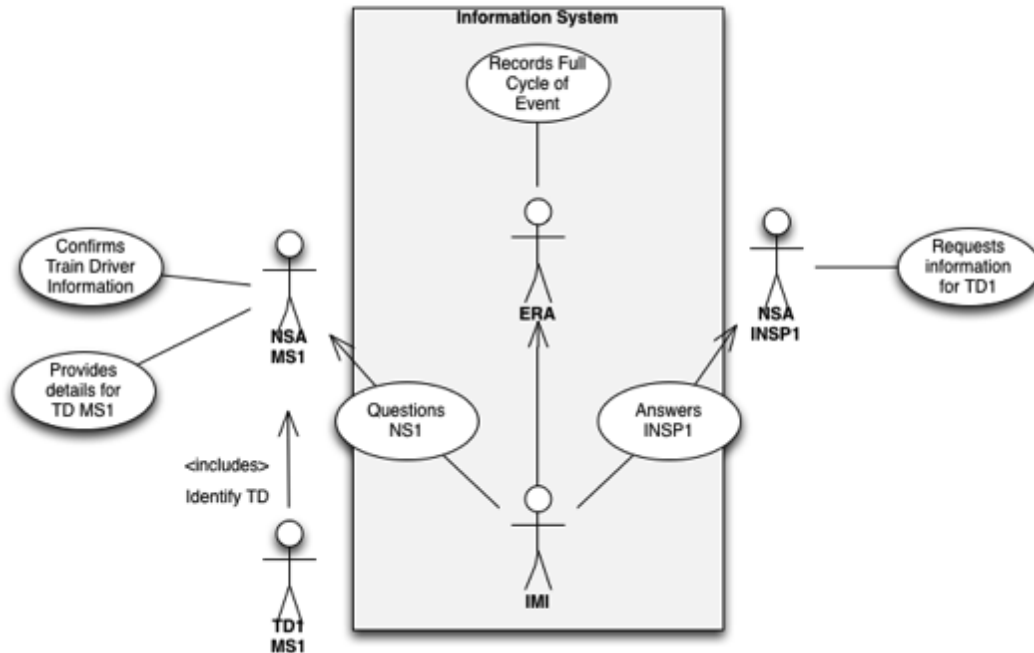 Information System
Records Full
Cycle of
Event
Confirms
Train Driver
Information
NSA
MS1
ERA
NSA
INSP1
Requests
information
for TD1
Provides
details for
TD MS1
Questions
NS1
Answers
INSP1
<includes>
Identify TD
TD1
MS1
IMI